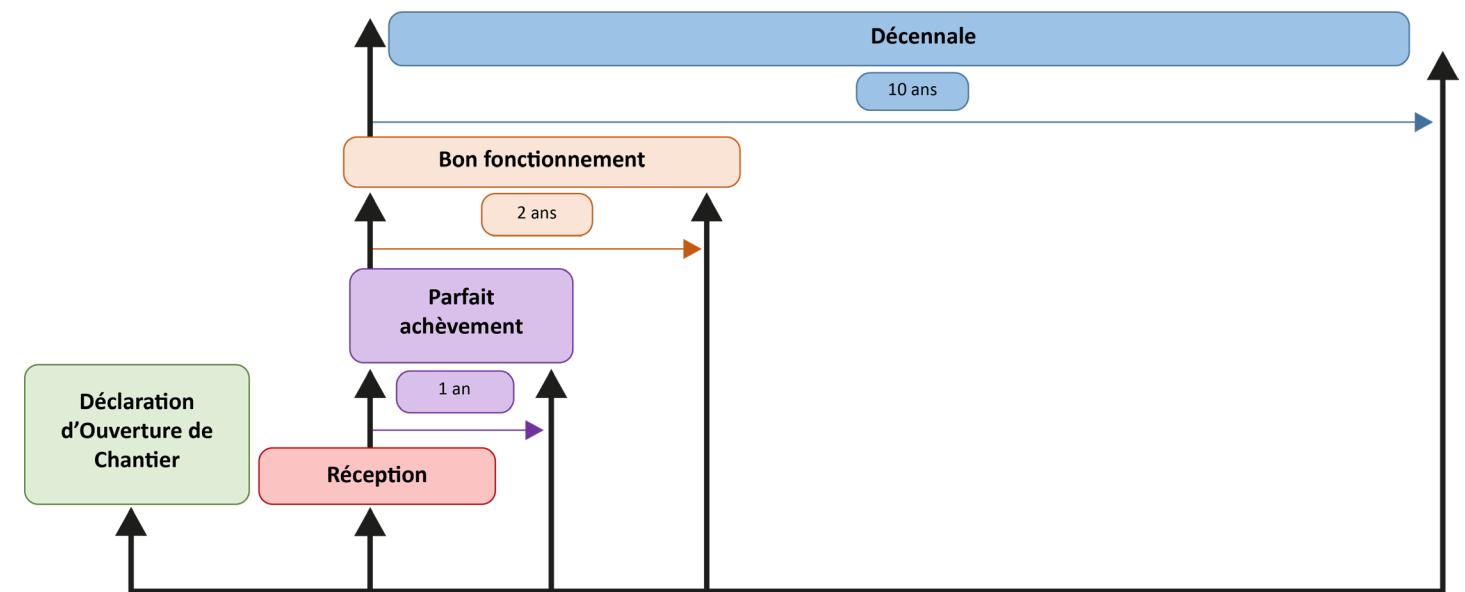 Décennale
10 ans
Bon fonctionnement
2 ans
Parfait
achèvement
1 an
Déclaration
d’Ouverture de
Chantier
Réception